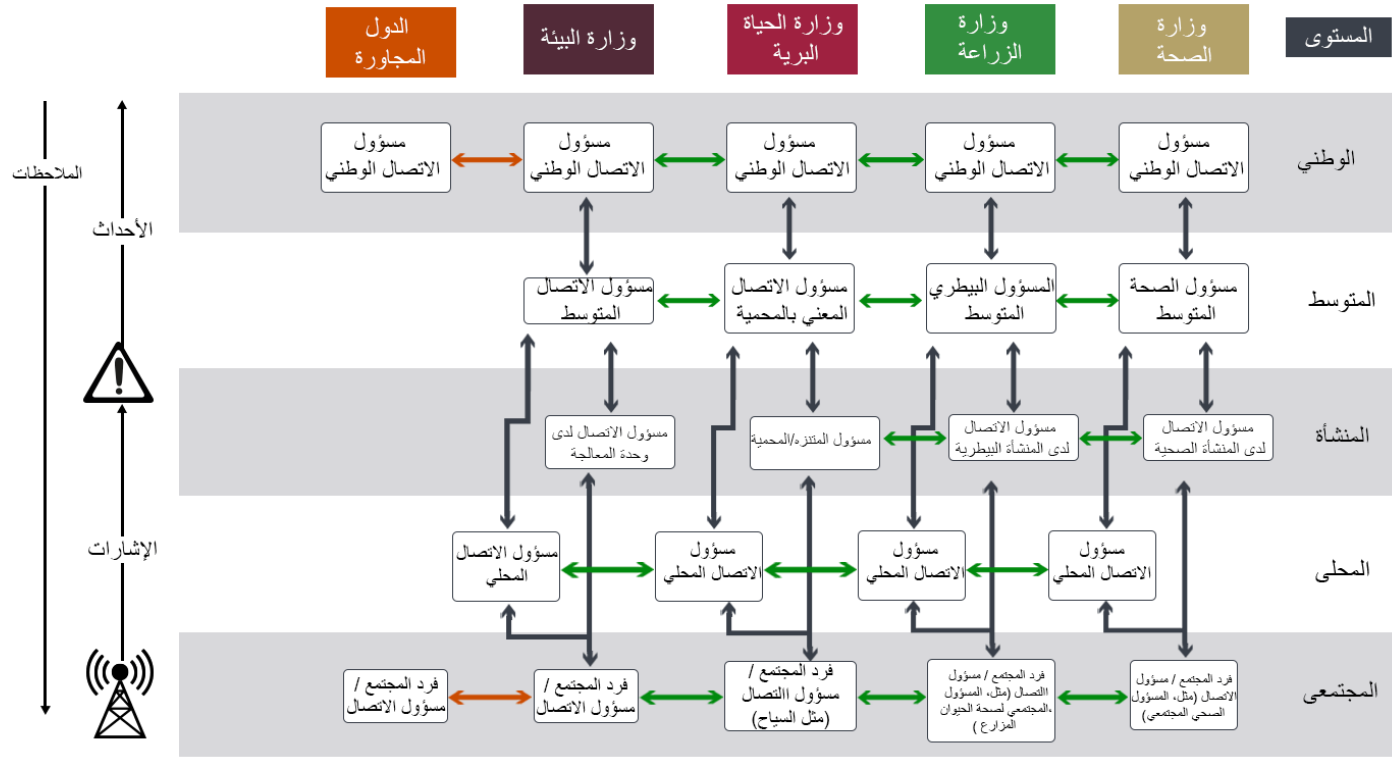 المستوى
وزارة
الصحة
وزارة
الزراعة
وزارة الحياة
البرية
وزارة البيئة
الدول
المجاورة
الوطني
مسؤول
الاتصال الوطني
مسؤول
الاتصال الوطني
مسؤول
الاتصال الوطني
مسؤول
الاتصال الوطني
مسؤول
الاتصال الوطني
المتوسط
مسؤول الصحة
المتوسط
المسؤول البيطري
المتوسط
مسؤول الاتصال
المعني بالمحمية
مسؤول الاتصال
المتوسط
المنشأة
مسؤول الاتصال
لدى المنشأة الصحية
مسؤول الاتصال
لدى المنشأة البيطرية
مسؤول المتنزه/المحمية
مسؤول الاتصال لدى
وحدة المعالجة
المحلى
مسؤول
الاتصال المحلي
مسؤول
الاتصال المحلي
مسؤول
الاتصال المحلي
مسؤول الاتصال
المحلي
المجتمعى
فرد المجتمع / مسؤول
الاتصال (مثل، المسؤول
الصحي المجتمعي)
فرد المجتمع / مسؤول
االتصال (مثل، المسؤول
،المجتمعي لصحة الحيوان
المزارع )
فرد المجتمع /
مسؤول االتصال
(مثل السياح)
فرد المجتمع /
مسؤول الاتصال
فرد المجتمع /
مسؤول الاتصال
الملاحظات
الأحداث
الإشارات